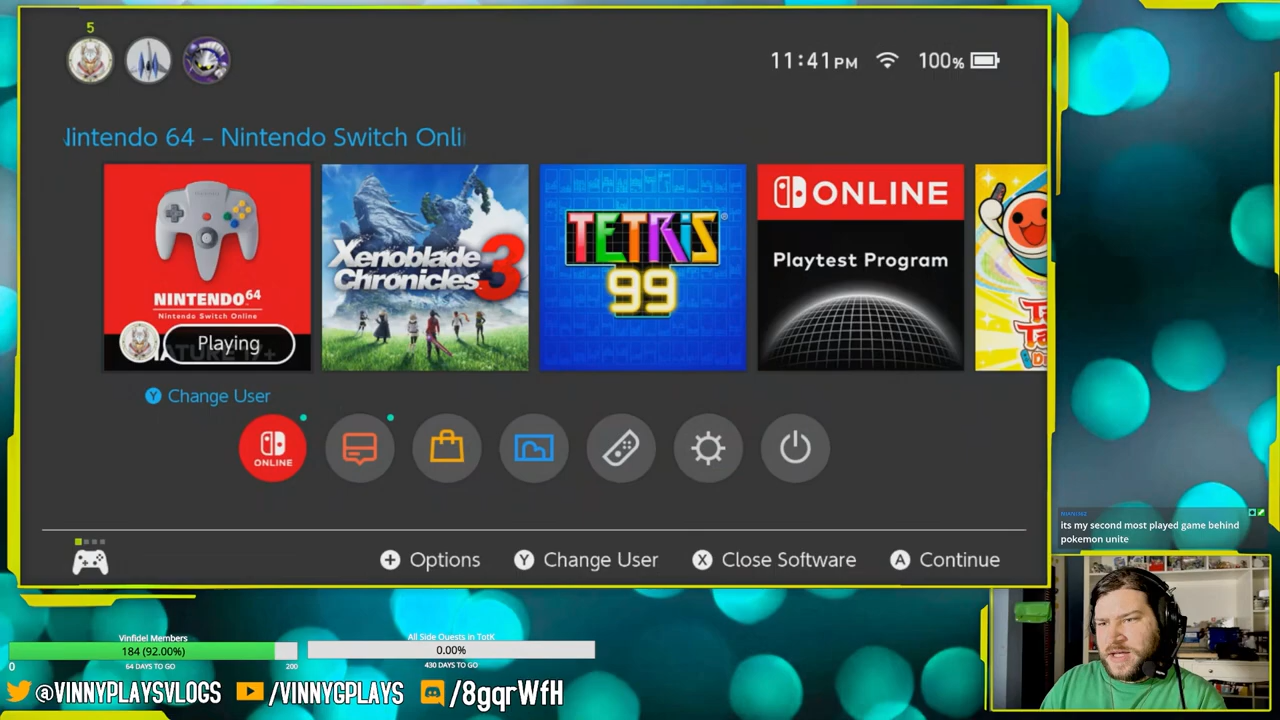 5
11:41 PM
100%
Nintendo 64 – Nintendo Switch Onli
NINTENDO 64
Nintendo Switch Online
Playing
MATURE 17+
Xenoblade
Chronicles 3
TETRIS
99
ONLINE
Playtest Program
Y Change User
ONLINE
+ Options
Y Change User
X Close Software
A Continue
its my second most played game behind
pokemon unite
Vinfidel Members
184 (92.00%)
0
64 DAYS TO GO
200
All Side Quests in TotK
0.00%
430 DAYS TO GO
@VINNYPLAYSVLOGS
/VINNYGPLAYS
/8gqrWfH